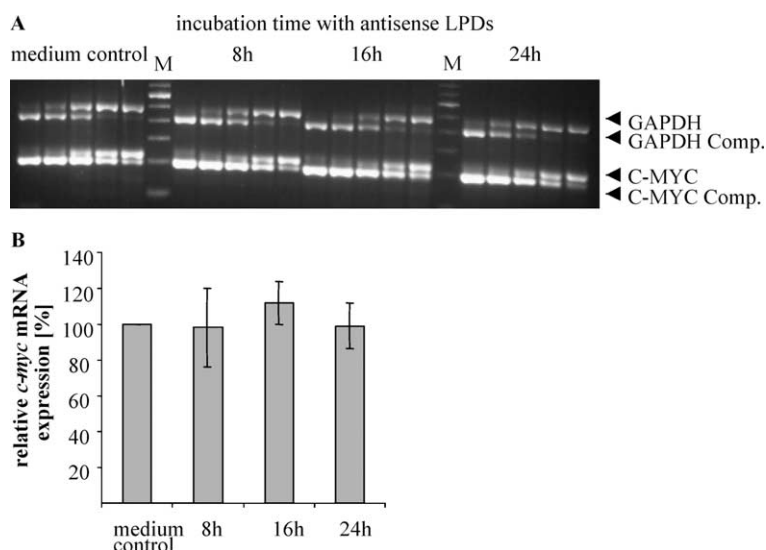 A
incubation time with antisense LPDs
medium control M 8h 16h M 24h
GAPDH
GAPDH Comp.
C-MYC
C-MYC Comp.
B
relative c-myc mRNA
expression [%]
140
120
100
80
60
40
20
medium
control
8h
16h
24h